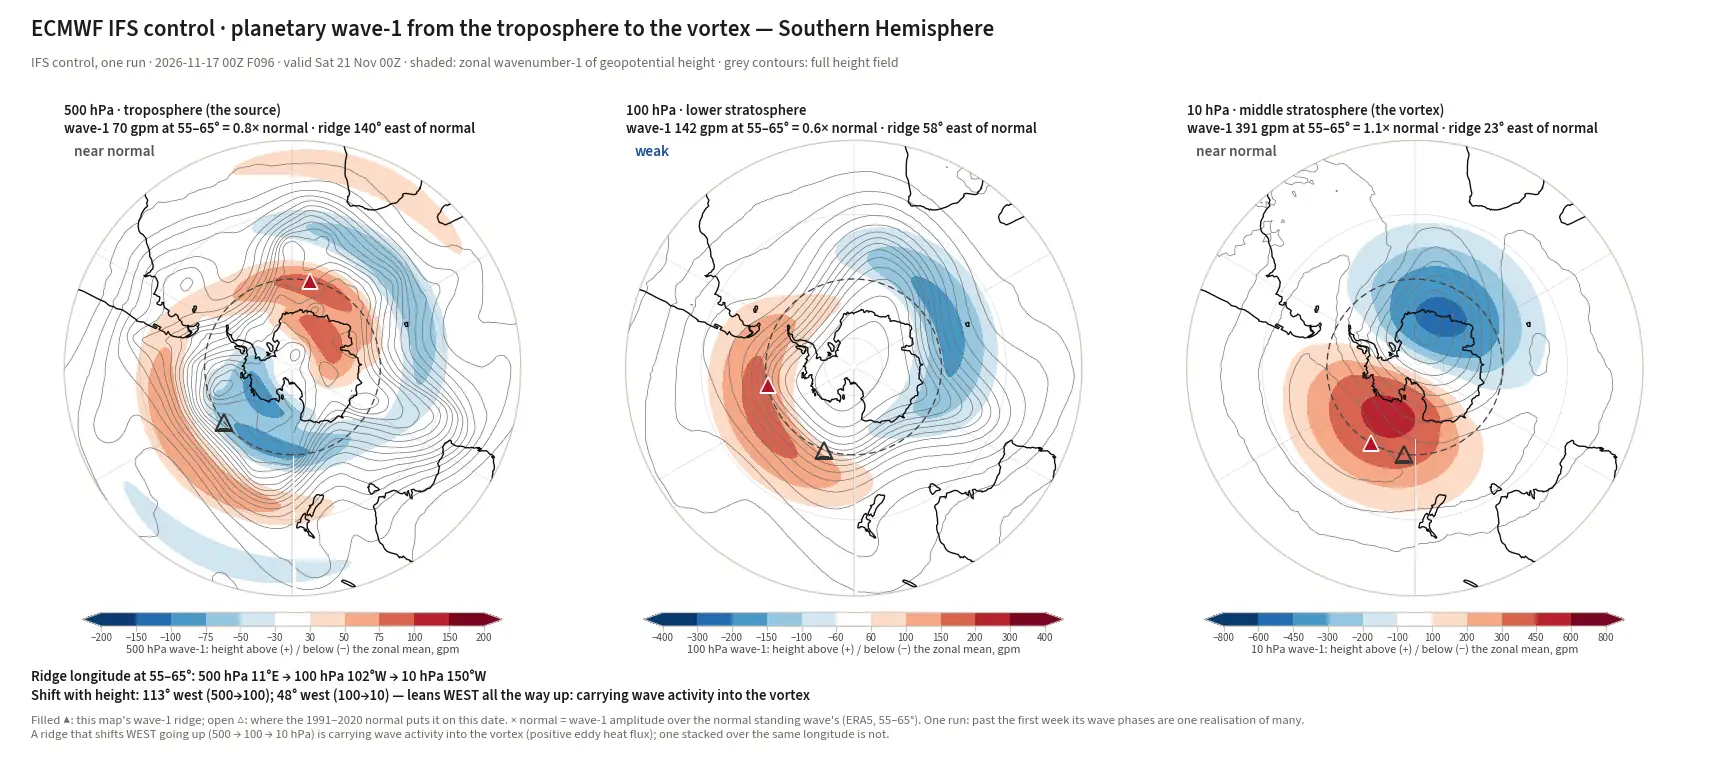 ECMWF IFS control · planetary wave-1 from the troposphere to the vortex — Southern Hemisphere
IFS control, one run · 2026-11-17 00Z F096 · valid Sat 21 Nov 00Z · shaded: zonal wavenumber-1 of geopotential height · grey contours: full height field
500 hPa · troposphere (the source)
wave-1 70 gpm at 55–65° = 0.8× normal · ridge 140° east of normal
near normal
100 hPa · lower stratosphere
wave-1 142 gpm at 55–65° = 0.6× normal · ridge 58° east of normal
weak
10 hPa · middle stratosphere (the vortex)
wave-1 391 gpm at 55–65° = 1.1× normal · ridge 23° east of normal
near normal
−200 −150 −100 −75 −50 −30 30 50 75 100 150 200
500 hPa wave-1: height above (+) / below (−) the zonal mean, gpm
−400 −300 −200 −150 −100 −60 60 100 150 200 300 400
100 hPa wave-1: height above (+) / below (−) the zonal mean, gpm
−800 −600 −450 −300 −200 −100 100 200 300 450 600 800
10 hPa wave-1: height above (+) / below (−) the zonal mean, gpm
Ridge longitude at 55–65°: 500 hPa 11°E → 100 hPa 102°W → 10 hPa 150°W
Shift with height: 113° west (500→100); 48° west (100→10) — leans WEST all the way up: carrying wave activity into the vortex
Filled ▲: this map's wave-1 ridge; open △: where the 1991–2020 normal puts it on this date. × normal = wave-1 amplitude over the normal standing wave's (ERA5, 55–65°). One run: past the first week its wave phases are one realisation of many.
A ridge that shifts WEST going up (500 → 100 → 10 hPa) is carrying wave activity into the vortex (positive eddy heat flux); one stacked over the same longitude is not.